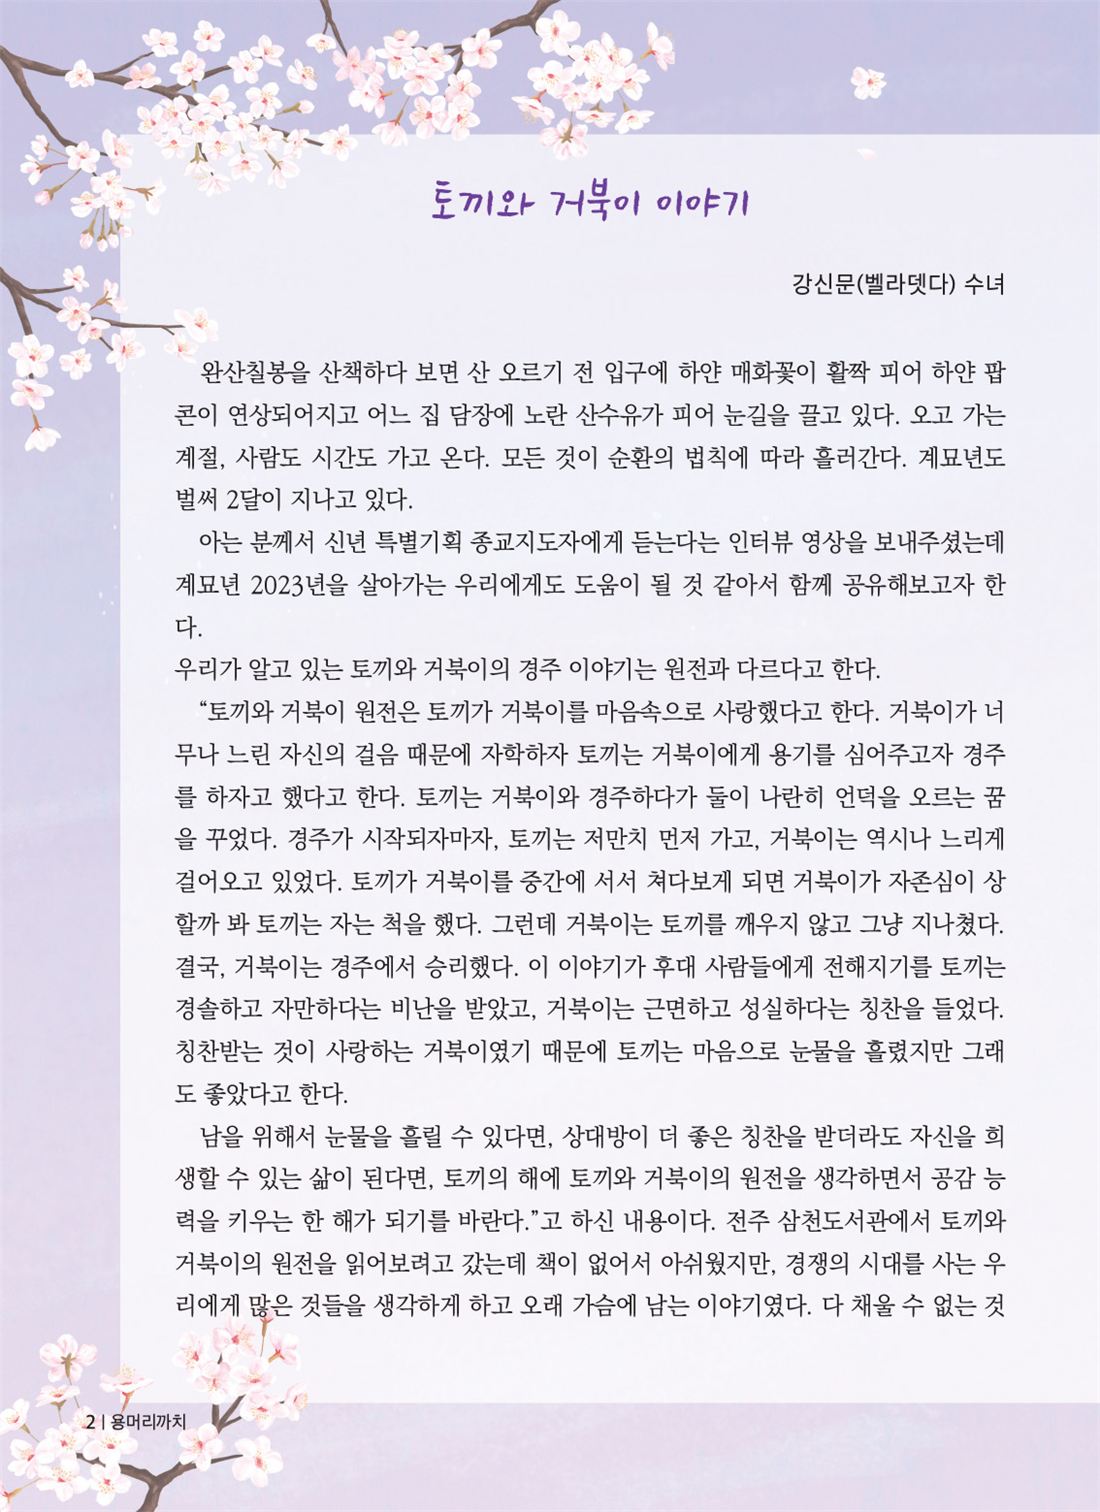 토끼와 거북이 이야기
강신문(벨라뎃다) 수녀
완산칠봉을 산책하다 보면 산 오르기 전 입구에 하얀 매화꽃이 활짝 피어 하얀 팝
콘이 연상되어지고 어느 집 담장에 노란 산수유가 피어 눈길을 끌고 있다. 오고 가는
계절, 사람도 시간도 가고 온다. 모든 것이 순환의 법칙에 따라 흘러간다. 계묘년도
벌써 2달이 지나고 있다.
아는 분께서 신년 특별기획 종교지도자에게 듣는다는 인터뷰 영상을 보내주셨는데
계묘년 2023년을 살아가는 우리에게도 도움이 될 것 같아서 함께 공유해보고자 한
다.
우리가 알고 있는 토끼와 거북이의 경주 이야기는 원전과 다르다고 한다.
“토끼와 거북이 원전은 토끼가 거북이를 마음속으로 사랑했다고 한다. 거북이가 너
무나 느린 자신의 걸음 때문에 자학하자 토끼는 거북이에게 용기를 심어주고자 경주
를 하자고 했다고 한다. 토끼는 거북이와 경주하다가 둘이 나란히 언덕을 오르는 꿈
을 꾸었다. 경주가 시작되자마자, 토끼는 저만치 먼저 가고, 거북이는 역시나 느리게
걸어오고 있었다. 토끼가 거북이를 중간에 서서 쳐다보게 되면 거북이가 자존심이 상
할까 봐 토끼는 자는 척을 했다. 그런데 거북이는 토끼를 깨우지 않고 그냥 지나쳤다.
결국, 거북이는 경주에서 승리했다. 이 이야기가 후대 사람들에게 전해지기를 토끼는
경솔하고 자만하다는 비난을 받았고, 거북이는 근면하고 성실하다는 칭찬을 들었다.
칭찬받는 것이 사랑하는 거북이였기 때문에 토끼는 마음으로 눈물을 흘렸지만 그래
도 좋았다고 한다.
남을 위해서 눈물을 흘릴 수 있다면, 상대방이 더 좋은 칭찬을 받더라도 자신을 희
생할 수 있는 삶이 된다면, 토끼의 해에 토끼와 거북이의 원전을 생각하면서 공감 능
력을 키우는 한 해가 되기를 바란다.”고 하신 내용이다. 전주 삼천도서관에서 토끼와
거북이의 원전을 읽어보려고 갔는데 책이 없어서 아쉬웠지만, 경쟁의 시대를 사는 우
리에게 많은 것들을 생각하게 하고 오래 가슴에 남는 이야기였다. 다 채울 수 없는 것
2 | 용머리까치